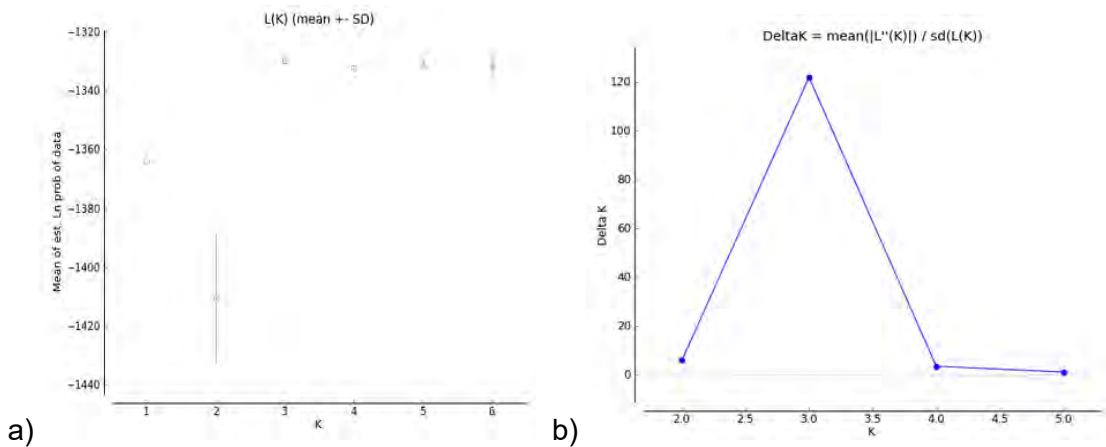 L(K) (mean +- SD)
−1320
−1340
−1360
−1380
−1400
−1420
−1440
Mean of est. Ln prob of data
1 2 3 4 5 6
K
a)
DeltaK = mean(|L''(K)|) / sd(L(K))
120
100
80
60
40
20
0
Delta K
2.0 2.5 3.0 3.5 4.0 4.5 5.0
K
b)